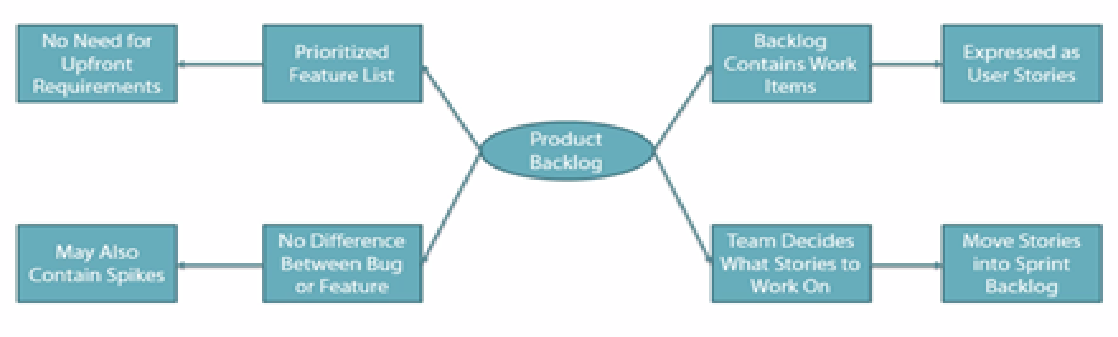 No Need for
Upfront
Requirements
Prioritized
Feature List
Backlog
Contains Work
Items
Expressed as
User Stories
Product
Backlog
May Also
Contain Spikes
No Difference
Between Bug
or Feature
Team Decides
What Stories to
Work On
Move Stories
into Sprint
Backlog